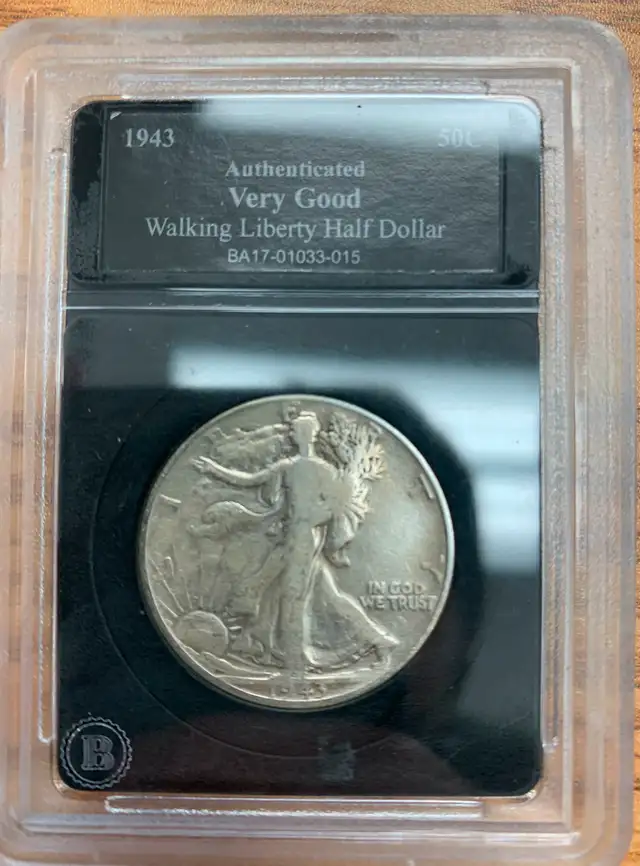 1943 50C
Authenticated
Very Good
Walking Liberty Half Dollar
BA17-01033-015
IN GOD
WE TRUST
1943
B